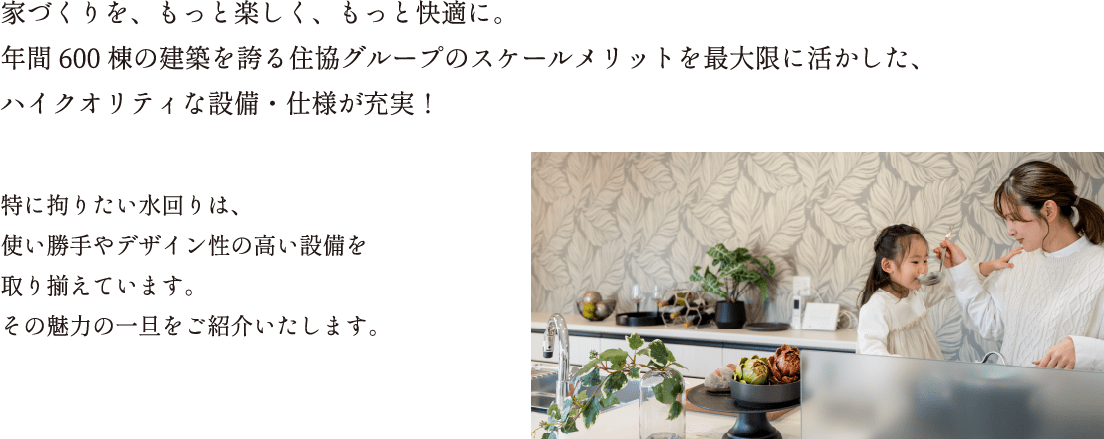 家づくりを、もっと楽しく、もっと快適に。
年間 600 棟の建築を誇る住協グループのスケールメリットを最大限に活かした、
ハイクオリティな設備・仕様が充実！
特に拘りたい水回りは、
使い勝手やデザイン性の高い設備を
取り揃えています。
その魅力の一旦をご紹介いたします。